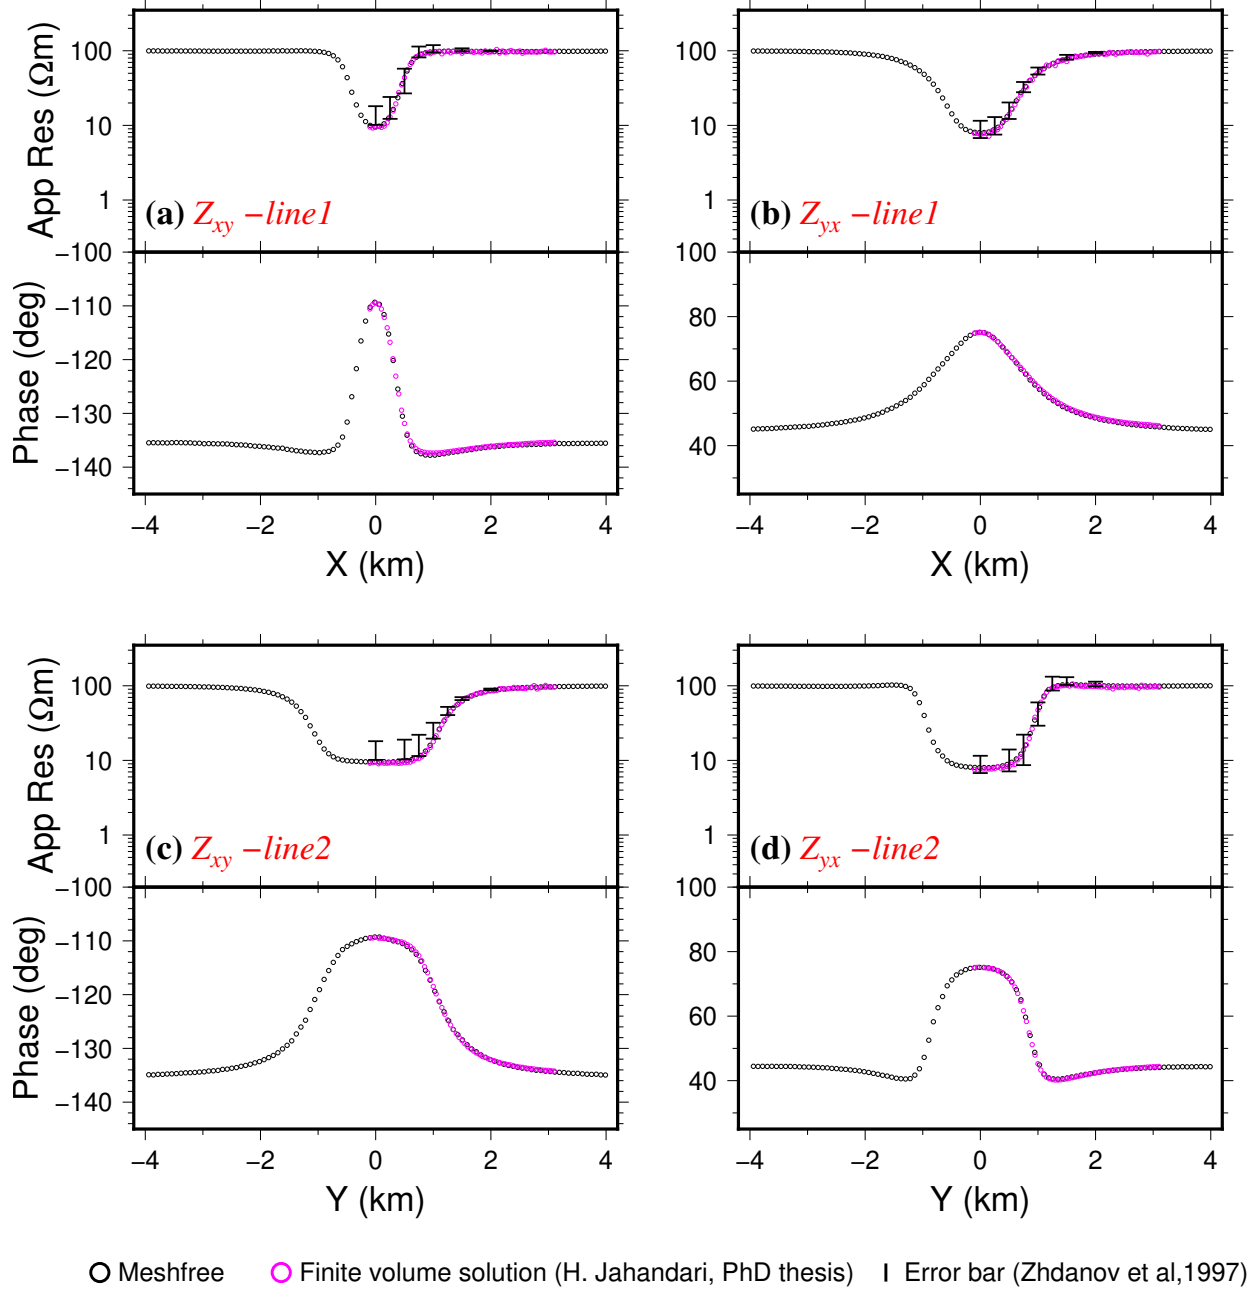 100
10
1
App Res (Ωm)
(a) Zxy −line1
−100
−110
−120
−130
−140
Phase (deg)
−4 −2 0 2 4
X (km)
100
10
1
(b) Zyx −line1
100
80
60
40
−4 −2 0 2 4
X (km)
100
10
1
App Res (Ωm)
(c) Zxy −line2
−100
−110
−120
−130
−140
Phase (deg)
−4 −2 0 2 4
Y (km)
100
10
1
(d) Zyx −line2
100
80
60
40
−4 −2 0 2 4
Y (km)
Meshfree Finite volume solution (H. Jahandari, PhD thesis) Error bar (Zhdanov et al,1997)